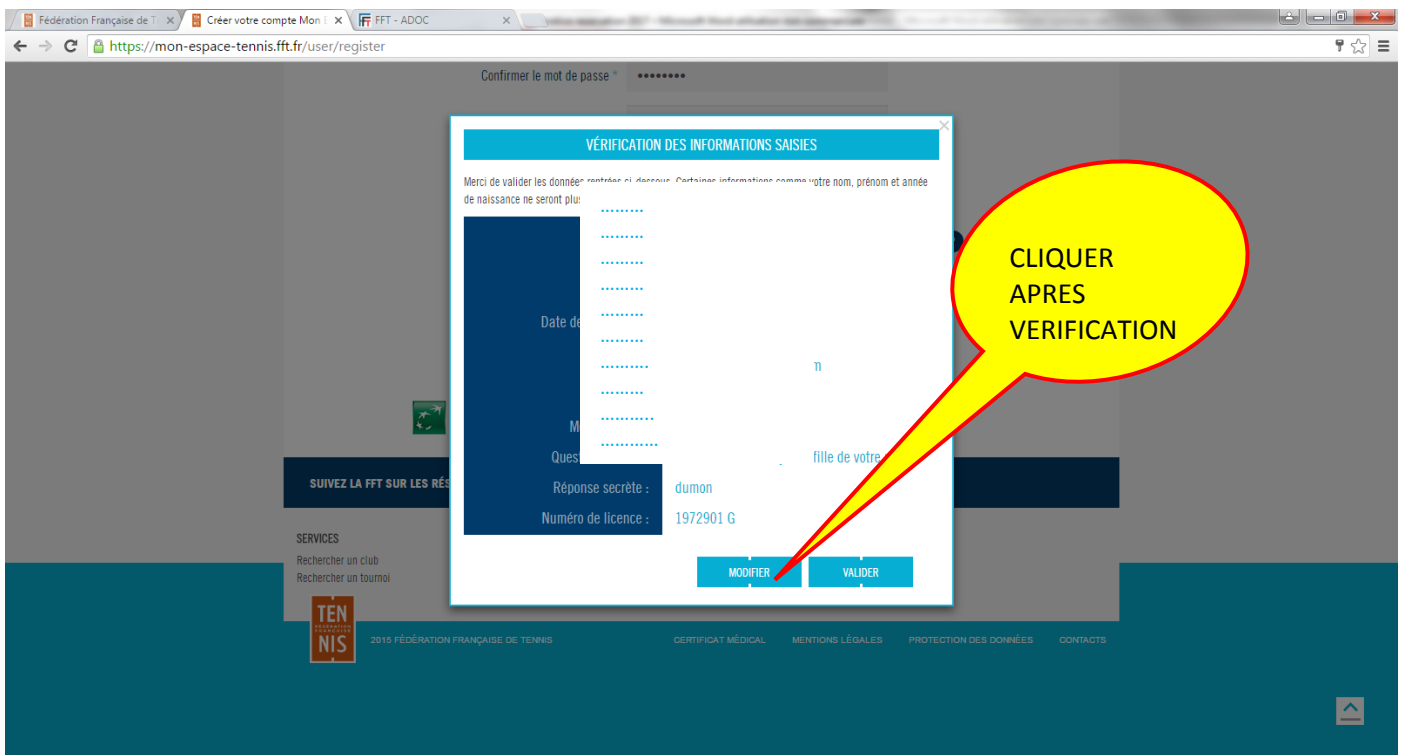 Fédération Française de T
Créer votre compte Mon E
FFT - ADOC
https://mon-espace-tennis.fft.fr/user/register
Confirmer le mot de passe * ••••••••
VÉRIFICATION DES INFORMATIONS SAISIES
Merci de valider les données rentrées ci-dessous. Certaines informations comme votre nom, prénom et année
de naissance ne seront plus
.........
.........
.........
.........
Date de .........
.........
.......... n
.........
M ...........
Quest ............ fille de votre
Réponse secrète : dumon
Numéro de licence : 1972901 G
MODIFIER VALIDER
CLIQUER
APRES
VERIFICATION
SUIVEZ LA FFT SUR LES RÉS
SERVICES
Rechercher un club
Rechercher un tournoi
TEN
NIS
2015 FÉDÉRATION FRANÇAISE DE TENNIS CERTIFICAT MÉDICAL MENTIONS LÉGALES PROTECTION DES DONNÉES CONTACTS